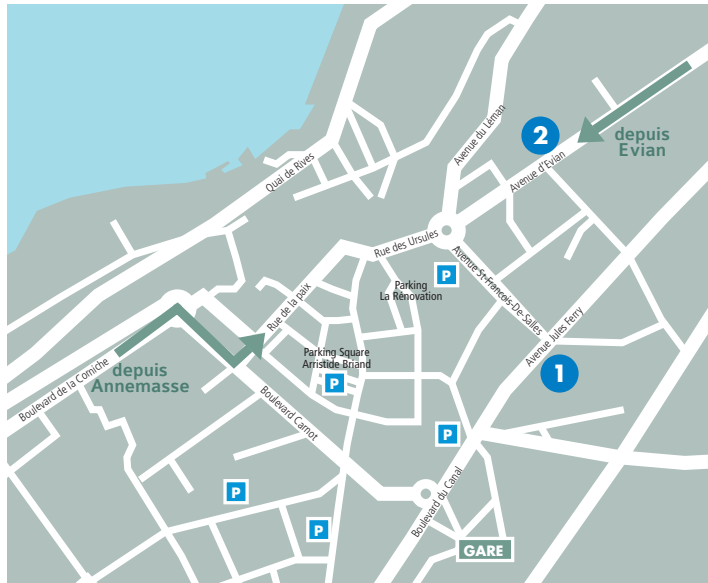 Avenue du Léman
2
depuis
Evian
Quai de Rives
Avenue d'Evian
Rue des Ursules
Avenue St-François-De-Salles
P
Parking
La Rénovation
Rue de la paix
Avenue Jules Ferry
Parking Square
Arristide Briand
P
depuis
Annemasse
1
Boulevard de la Corniche
Boulevard Carnot
P
P
P
Boulevard du Canal
GARE